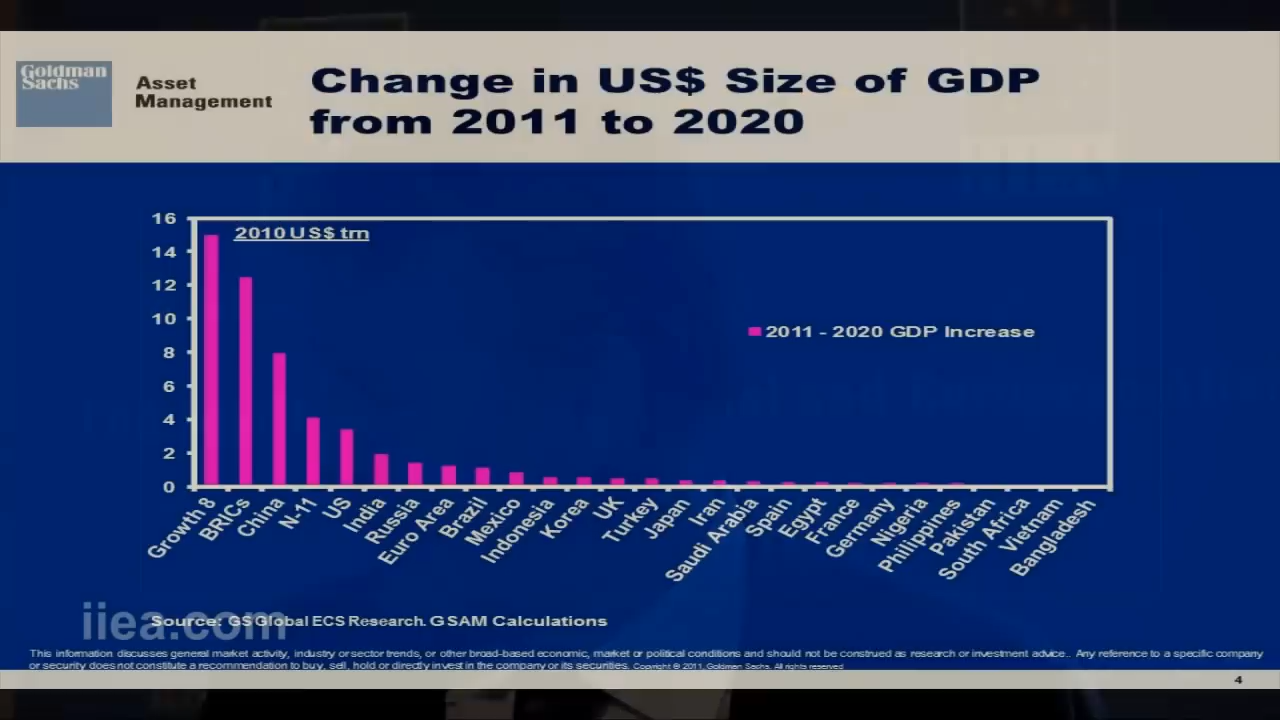 Goldman
Sachs
Asset
Management
Change in US$ Size of GDP
from 2011 to 2020
16
14
12
10
8
6
4
2
0
2010 US$ trn
2011 - 2020 GDP Increase
Growth 8
BRICs
China
N-11
US
India
Russia
Euro Area
Brazil
Mexico
Indonesia
Korea
UK
Turkey
Japan
Iran
Saudi Arabia
Spain
Egypt
France
Germany
Nigeria
Philippines
Pakistan
South Africa
Vietnam
Bangladesh
iiea.com
Source: GS Global ECS Research. GSAM Calculations
This information discusses general market activity, industry or sector trends, or other broad-based economic, market or political conditions and should not be construed as research or investment advice.. Any reference to a specific company
or security does not constitute a recommendation to buy, sell, hold or directly invest in the company or its securities. Copyright © 2011, Goldman Sachs. All rights reserved
4